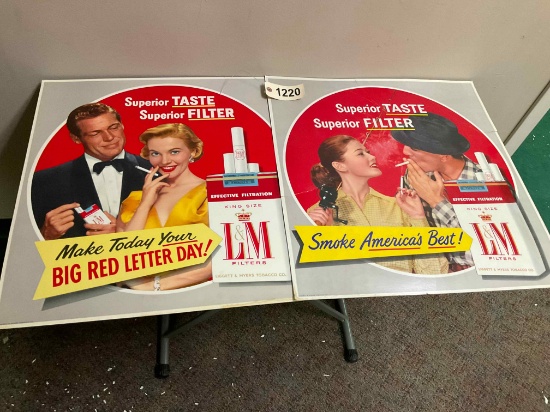 1220
Superior TASTE
Superior FILTER
EFFECTIVE FILTRATION
KING SIZE
L&M
FILTERS
LIGGETT & MYERS TOBACCO CO.
Make Today Your
BIG RED LETTER DAY!
Superior TASTE
Superior FILTER
EFFECTIVE FILTRATION
KING SIZE
L&M
FILTERS
LIGGETT & MYERS TOBACCO CO.
Smoke America's Best!